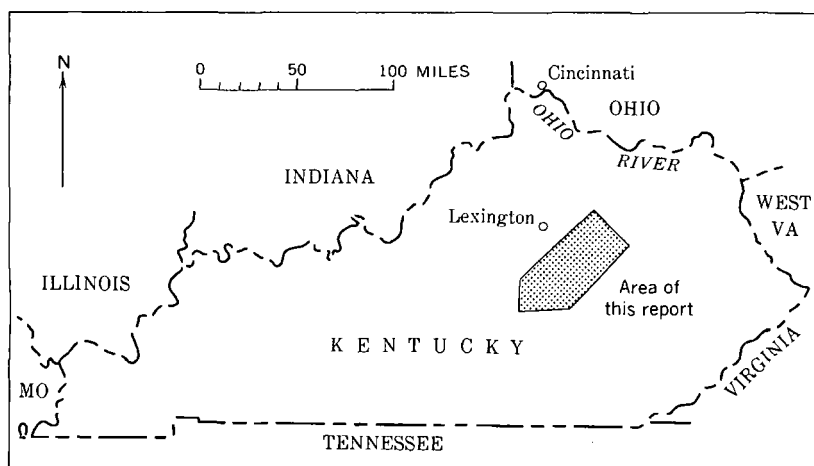 N
0 50 100 MILES
Cincinnati
OHIO
OHIO
RIVER
INDIANA
WEST
VA
Lexington
ILLINOIS
Area of
this report
KENTUCKY
VIRGINIA
MO
TENNESSEE